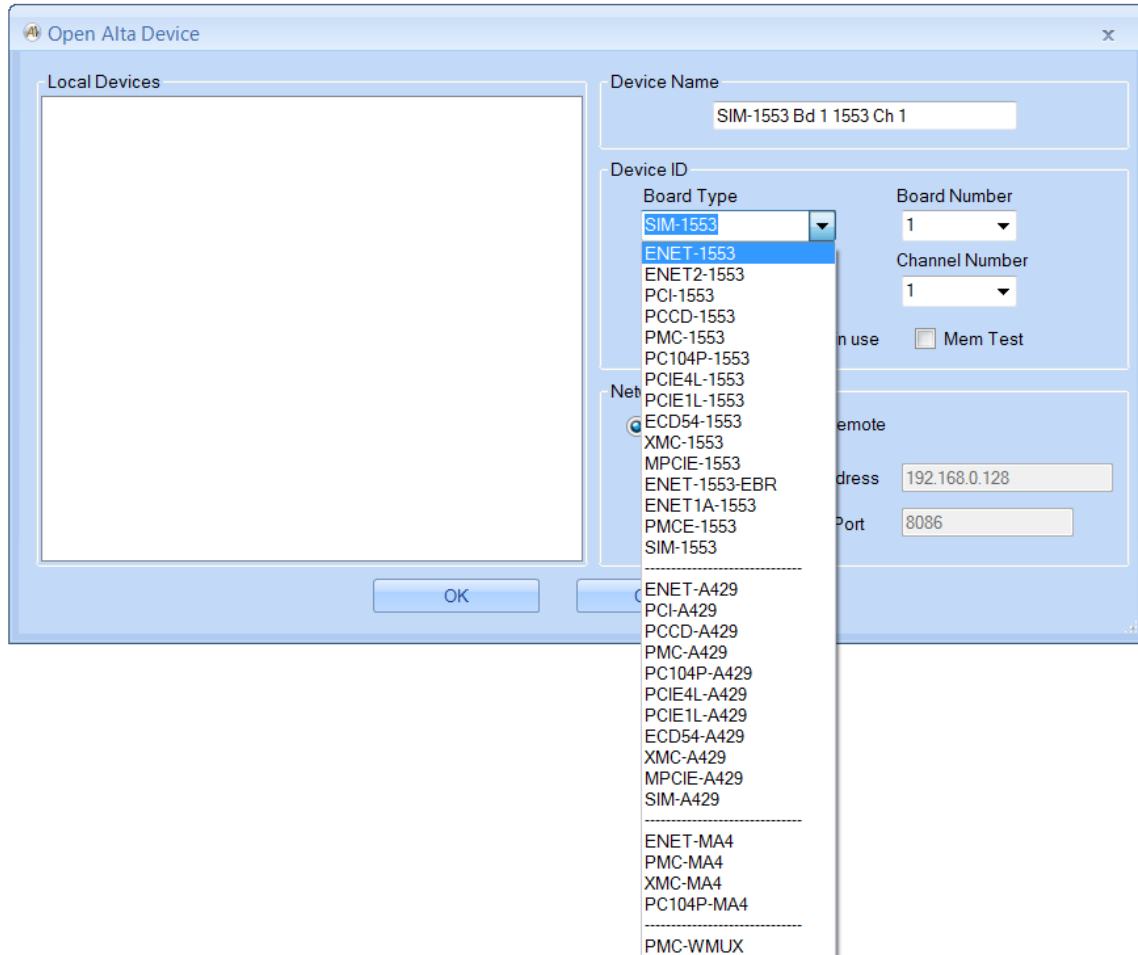 Open Alta Device
x
Local Devices
Device Name
SIM-1553 Bd 1 1553 Ch 1
Device ID
Board Type
Board Number
SIM-1553
1
Channel Number
1
n use
Mem Test
Net
emote
dress
192.168.0.128
Port
8086
ENET-1553
ENET2-1553
PCI-1553
PCCD-1553
PMC-1553
PC104P-1553
PCIE4L-1553
PCIE1L-1553
ECD54-1553
XMC-1553
MPCIE-1553
ENET-1553-EBR
ENET1A-1553
PMCE-1553
SIM-1553
------------------------------
ENET-A429
PCI-A429
PCCD-A429
PMC-A429
PC104P-A429
PCIE4L-A429
PCIE1L-A429
ECD54-A429
XMC-A429
MPCIE-A429
SIM-A429
------------------------------
ENET-MA4
PMC-MA4
XMC-MA4
PC104P-MA4
------------------------------
PMC-WMUX
OK